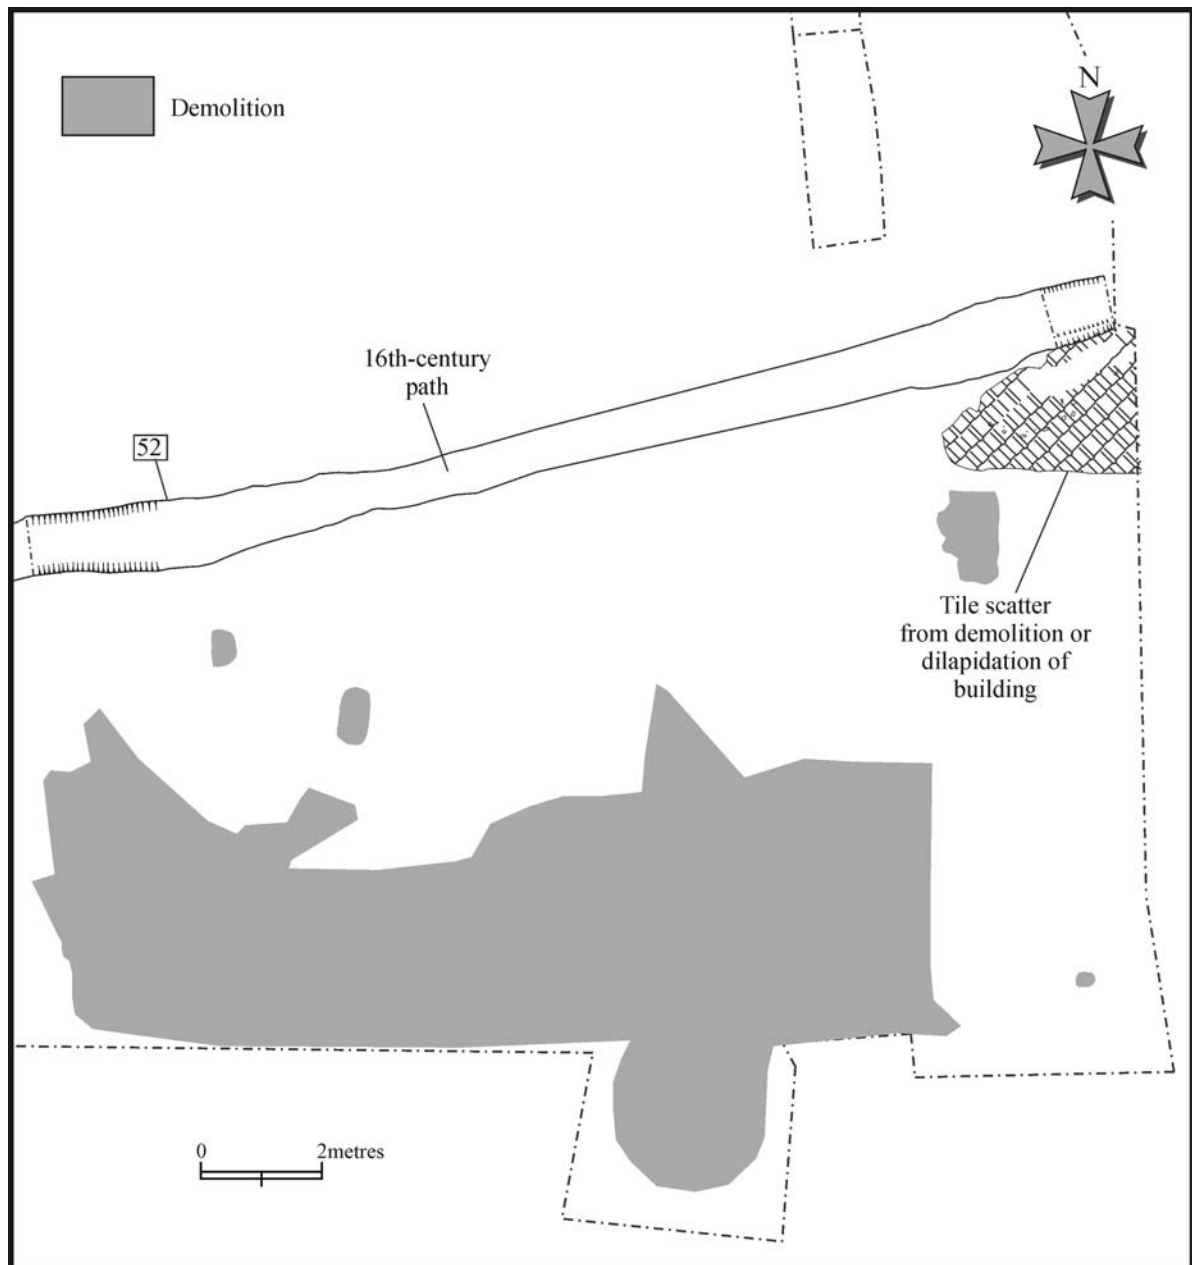 Demolition
N
16th-century
path
52
Tile scatter
from demolition or
dilapidation of
building
0 2metres